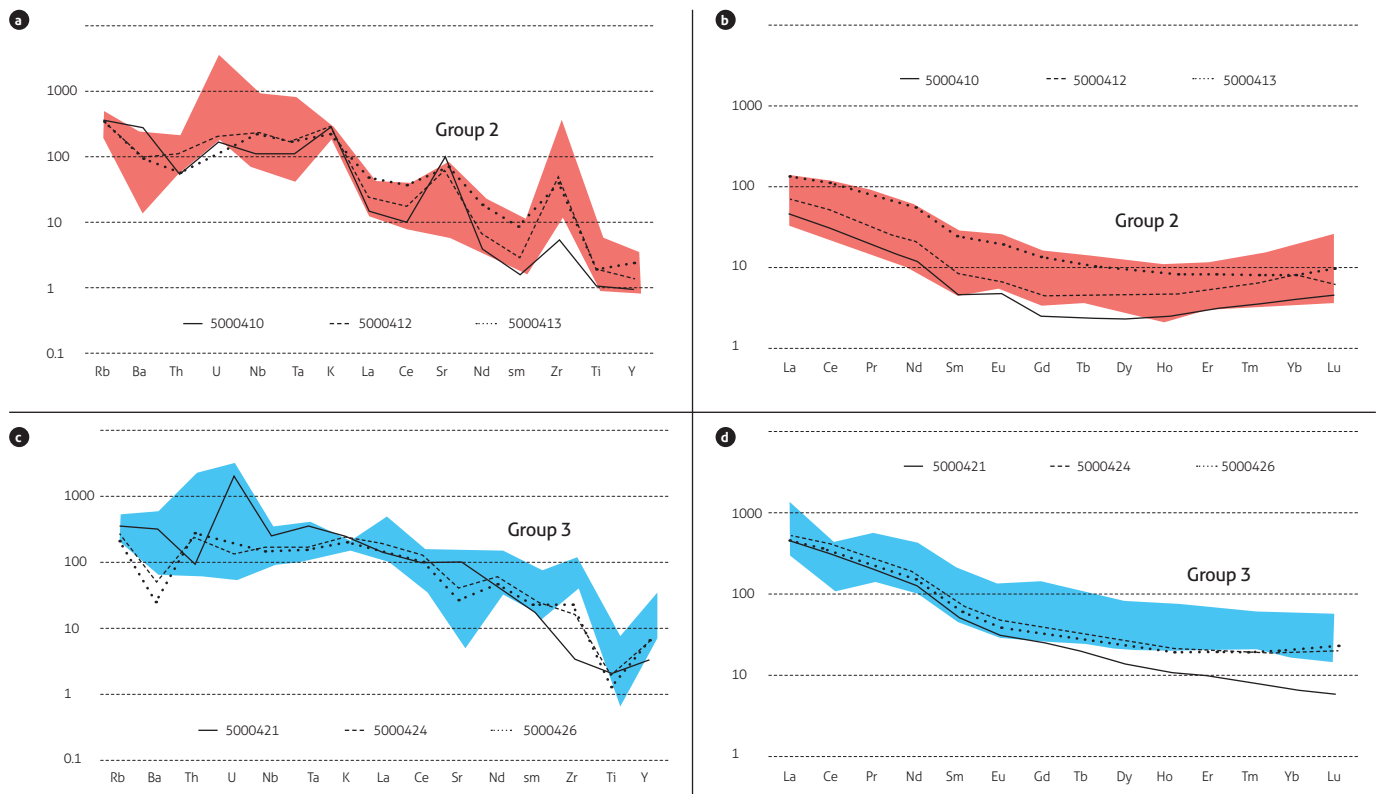 a
1000
100
10
1
0.1
Group 2
5000410 5000412 5000413
Rb Ba Th U Nb Ta K La Ce Sr Nd sm Zr Ti Y
b
5000410 5000412 5000413
1000
100
10
1
Group 2
La Ce Pr Nd Sm Eu Gd Tb Dy Ho Er Tm Yb Lu
c
1000
100
10
1
0.1
Group 3
5000421 5000424 5000426
Rb Ba Th U Nb Ta K La Ce Sr Nd sm Zr Ti Y
d
5000421 5000424 5000426
1000
100
10
1
Group 3
La Ce Pr Nd Sm Eu Gd Tb Dy Ho Er Tm Yb Lu